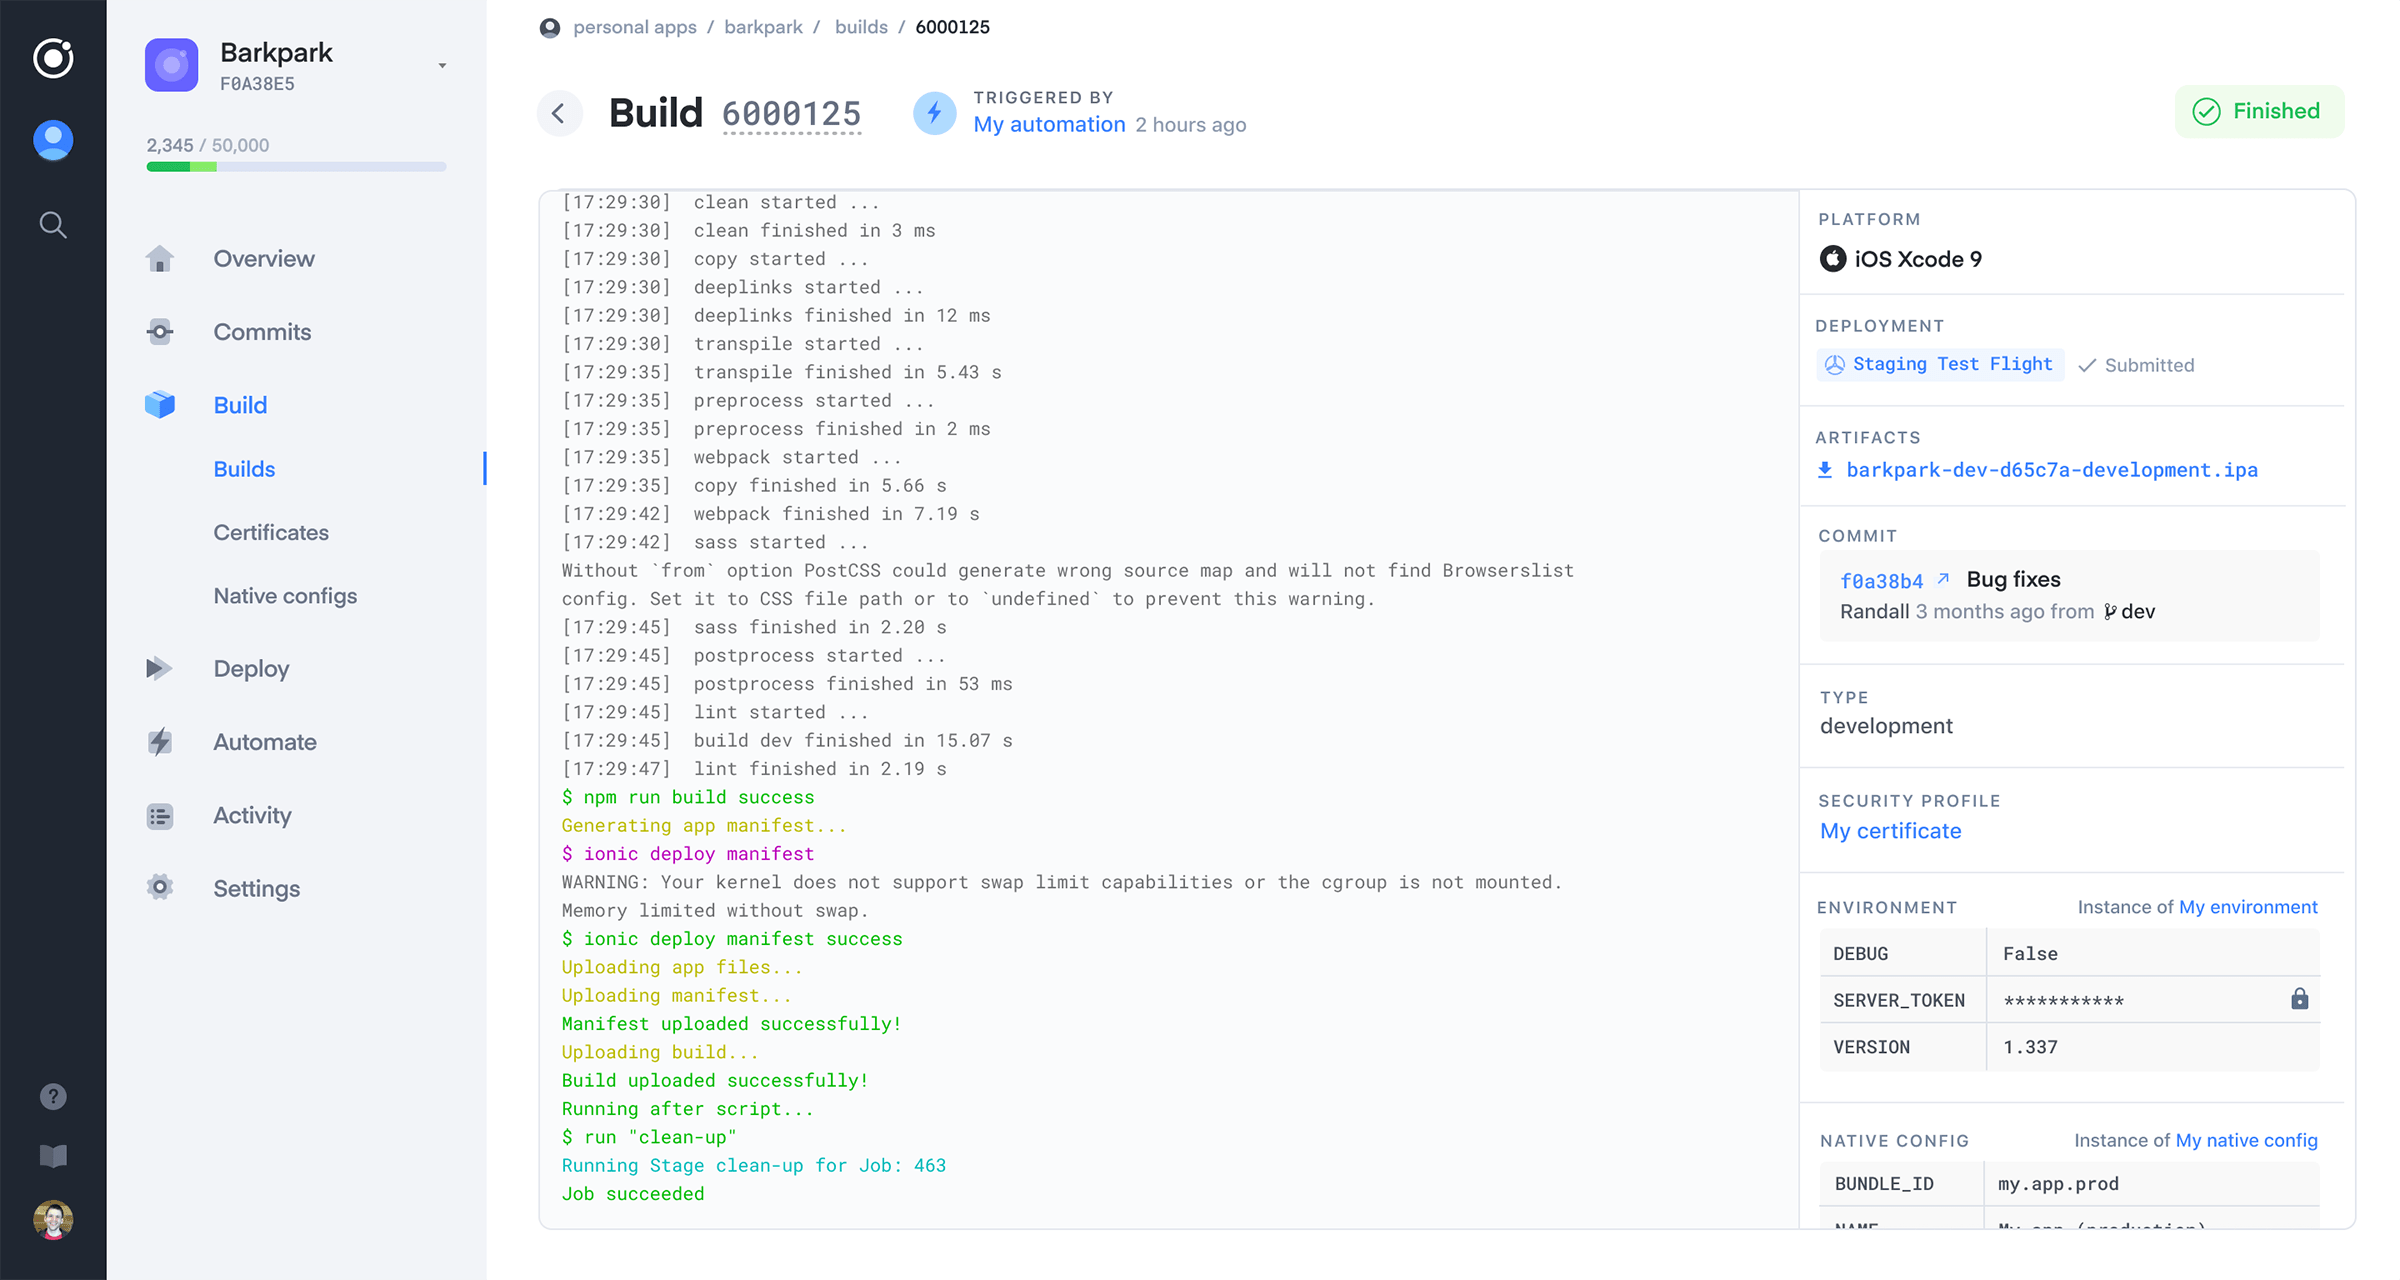 Barkpark
F0A38E5
2,345 / 50,000
Overview
Commits
Build
Builds
Certificates
Native configs
Deploy
Automate
Activity
Settings
?
personal apps / barkpark / builds / 6000125
Build 6000125
TRIGGERED BY
My automation 2 hours ago
Finished
[17:29:30] clean started ...
[17:29:30] clean finished in 3 ms
[17:29:30] copy started ...
[17:29:30] deeplinks started ...
[17:29:30] deeplinks finished in 12 ms
[17:29:30] transpile started ...
[17:29:35] transpile finished in 5.43 s
[17:29:35] preprocess started ...
[17:29:35] preprocess finished in 2 ms
[17:29:35] webpack started ...
[17:29:35] copy finished in 5.66 s
[17:29:42] webpack finished in 7.19 s
[17:29:42] sass started ...
Without `from` option PostCSS could generate wrong source map and will not find Browserslist
config. Set it to CSS file path or to `undefined` to prevent this warning.
[17:29:45] sass finished in 2.20 s
[17:29:45] postprocess started ...
[17:29:45] postprocess finished in 53 ms
[17:29:45] lint started ...
[17:29:45] build dev finished in 15.07 s
[17:29:47] lint finished in 2.19 s
$ npm run build success
Generating app manifest...
$ ionic deploy manifest
WARNING: Your kernel does not support swap limit capabilities or the cgroup is not mounted.
Memory limited without swap.
$ ionic deploy manifest success
Uploading app files...
Uploading manifest...
Manifest uploaded successfully!
Uploading build...
Build uploaded successfully!
Running after script...
$ run "clean-up"
Running Stage clean-up for Job: 463
Job succeeded
PLATFORM
iOS Xcode 9
DEPLOYMENT
Staging Test Flight Submitted
ARTIFACTS
barkpark-dev-d65c7a-development.ipa
COMMIT
f0a38b4 Bug fixes
Randall 3 months ago from dev
TYPE
development
SECURITY PROFILE
My certificate
ENVIRONMENT Instance of My environment
DEBUG False
SERVER_TOKEN ***********
VERSION 1.337
NATIVE CONFIG Instance of My native config
BUNDLE_ID my.app.prod
NAME My app (production)